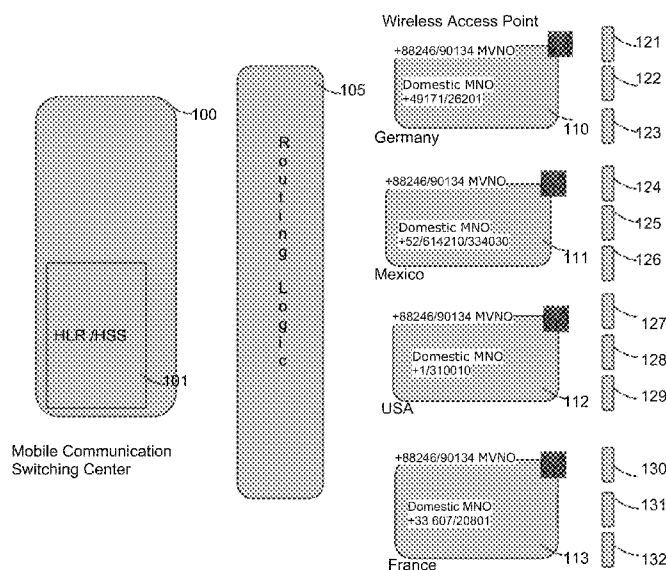 Wireless Access Point
+88246/90134 MVNO
121
122
123
Domestic MNO
+49171/26201
110
Germany
100
105
Routing Logic
+88246/90134 MVNO
124
125
126
Domestic MNO
+52/614210/334030
111
Mexico
HLR /HSS
101
+88246/90134 MVNO
127
128
129
Domestic MNO
+1/310010
112
USA
Mobile Communication
Switching Center
+88246/90134 MVNO
130
131
132
Domestic MNO
+33 607/20801
113
France